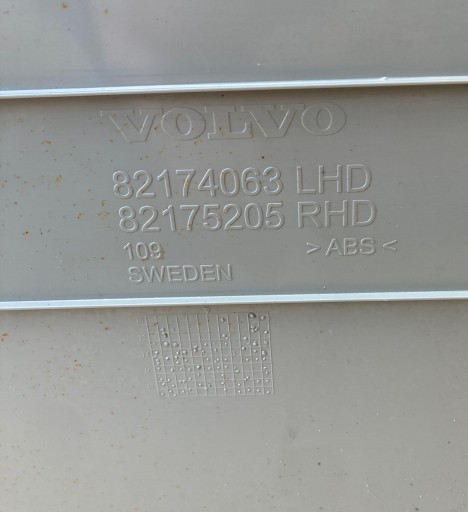 VOLVO
82174063 LHD
82175205 RHD
109 >ABS<
SWEDEN